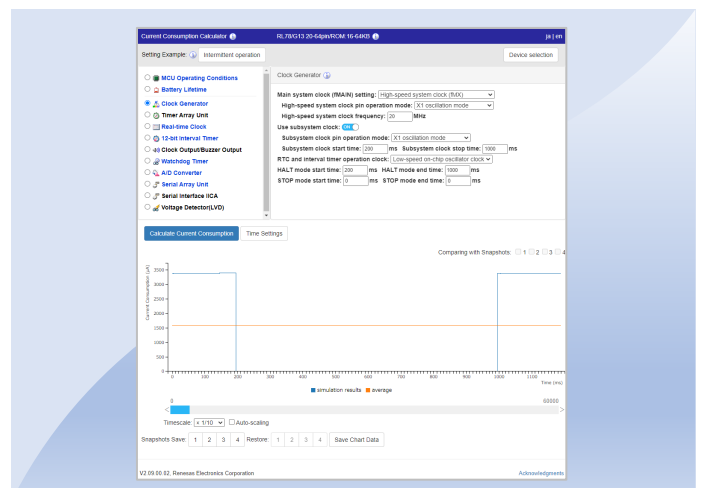 Current Consumption Calculator
RL78/G13 20-64pin/ROM:16-64KB
ja | en
Setting Example: Intermittent operation
Device selection
MCU Operating Conditions
Battery Lifetime
Clock Generator
Timer Array Unit
Real-time Clock
12-bit Interval Timer
Clock Output/Buzzer Output
Watchdog Timer
A/D Converter
Serial Array Unit
Serial Interface IICA
Voltage Detector(LVD)
Clock Generator
Main system clock (fMAIN) setting: High-speed system clock (fMX)
High-speed system clock pin operation mode: X1 oscillation mode
High-speed system clock frequency: 20 MHz
Use subsystem clock: ON
Subsystem clock pin operation mode: X1 oscillation mode
Subsystem clock start time: 200 ms Subsystem clock stop time: 1000 ms
RTC and interval timer operation clock: Low-speed on-chip oscillator clock
HALT mode start time: 200 ms HALT mode end time: 1000 ms
STOP mode start time: 0 ms STOP mode end time: 0 ms
Calculate Current Consumption
Time Settings
Comparing with Snapshots: 1 2 3 4
Current Consumption (μA)
3500
3000
2500
2000
1500
1000
500
0
0 100 200 300 400 500 600 700 800 900 1000 1100
Time (ms)
simulation results average
0 60000
< >
Timescale: < 1/10 Auto-scaling
Snapshots Save: 1 2 3 4 Restore: 1 2 3 4 Save Chart Data
V2.09.00.02, Renesas Electronics Corporation
Acknowledgments